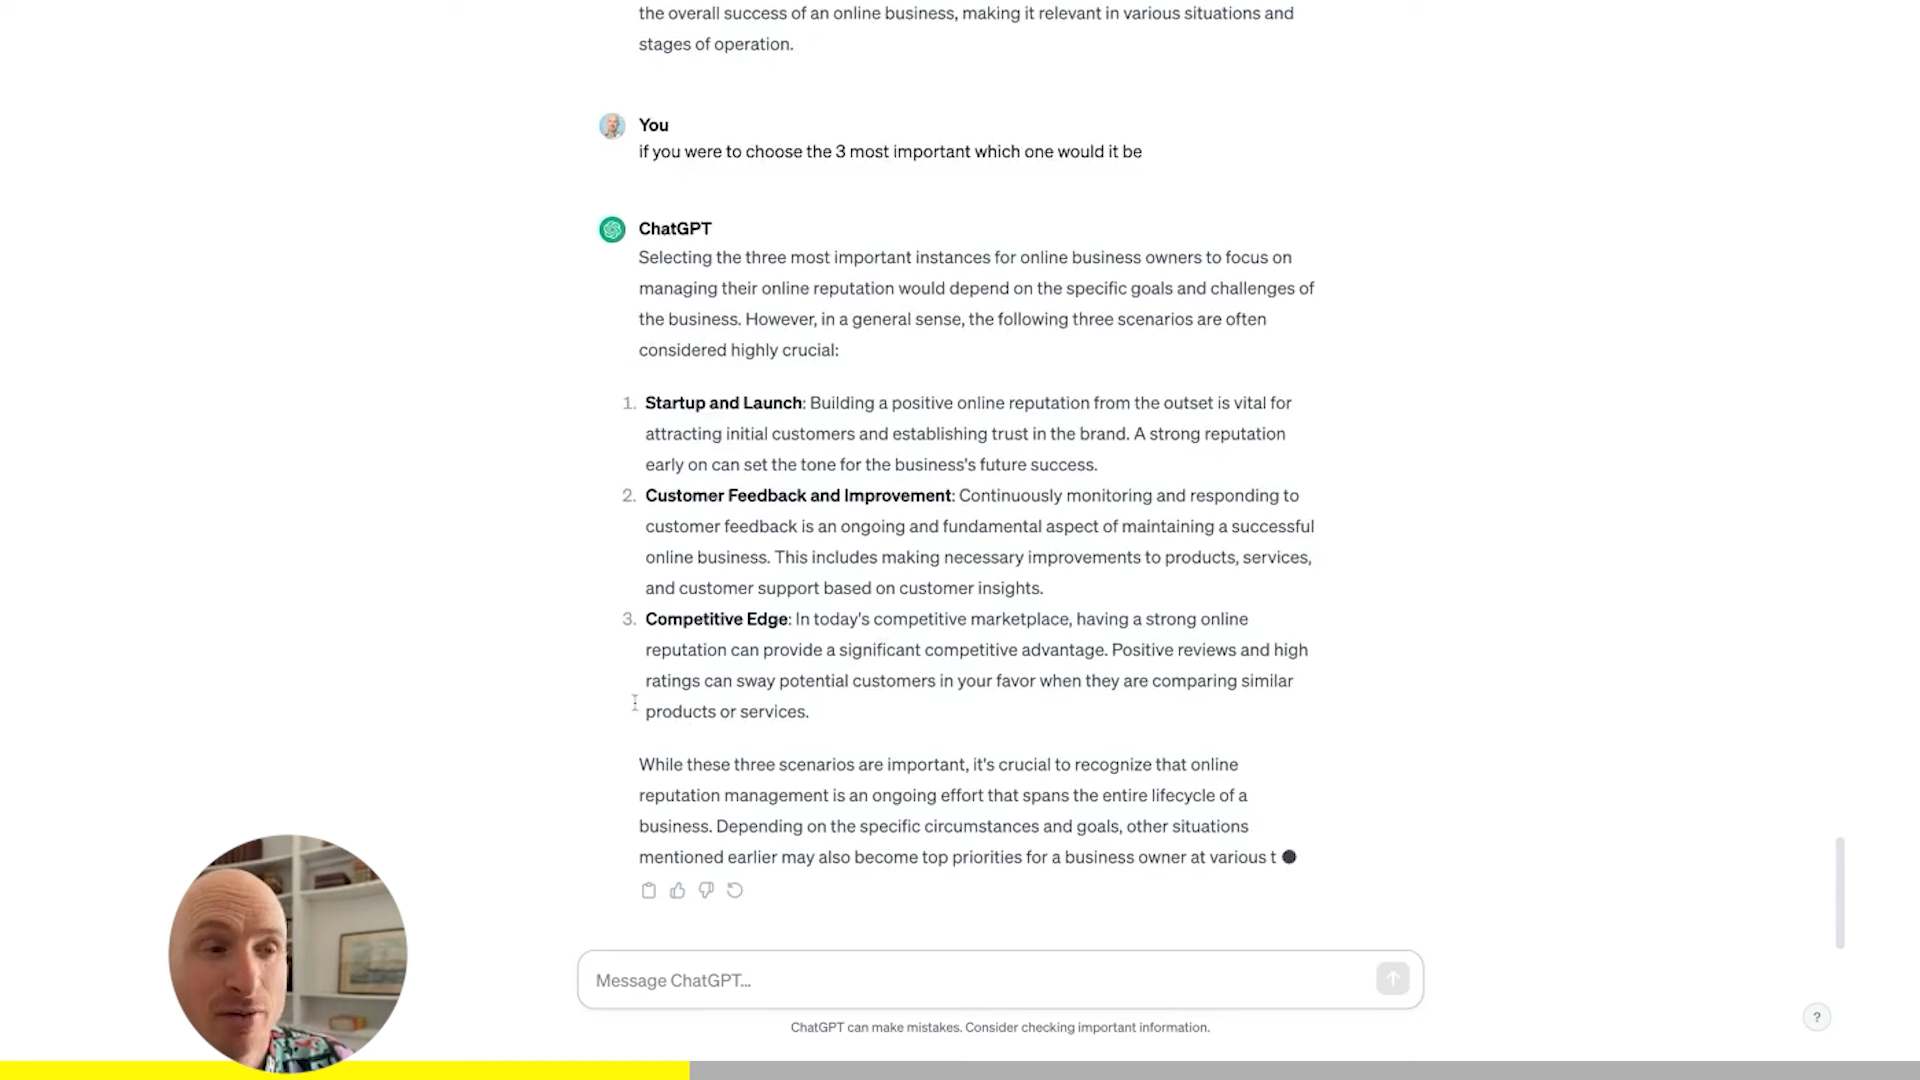 the overall success of an online business, making it relevant in various situations and
stages of operation.
You
if you were to choose the 3 most important which one would it be
ChatGPT
Selecting the three most important instances for online business owners to focus on
managing their online reputation would depend on the specific goals and challenges of
the business. However, in a general sense, the following three scenarios are often
considered highly crucial:
1. Startup and Launch: Building a positive online reputation from the outset is vital for
attracting initial customers and establishing trust in the brand. A strong reputation
early on can set the tone for the business's future success.
2. Customer Feedback and Improvement: Continuously monitoring and responding to
customer feedback is an ongoing and fundamental aspect of maintaining a successful
online business. This includes making necessary improvements to products, services,
and customer support based on customer insights.
3. Competitive Edge: In today's competitive marketplace, having a strong online
reputation can provide a significant competitive advantage. Positive reviews and high
ratings can sway potential customers in your favor when they are comparing similar
products or services.
While these three scenarios are important, it's crucial to recognize that online
reputation management is an ongoing effort that spans the entire lifecycle of a
business. Depending on the specific circumstances and goals, other situations
mentioned earlier may also become top priorities for a business owner at various t
Message ChatGPT...
ChatGPT can make mistakes. Consider checking important information.
?